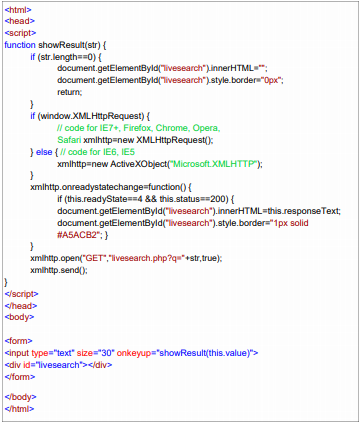 <html>
<head>
<script>
function showResult(str) {
if (str.length==0) {
document.getElementById("livesearch").innerHTML="";
document.getElementById("livesearch").style.border="0px";
return;
}
if (window.XMLHttpRequest) {
// code for IE7+, Firefox, Chrome, Opera,
Safari xmlhttp=new XMLHttpRequest();
} else { // code for IE6, IE5
xmlhttp=new ActiveXObject("Microsoft.XMLHTTP");
}
xmlhttp.onreadystatechange=function() {
if (this.readyState==4 && this.status==200) {
document.getElementById("livesearch").innerHTML=this.responseText;
document.getElementById("livesearch").style.border="1px solid
#A5ACB2"; }
}
xmlhttp.open("GET","livesearch.php?q="+str,true);
xmlhttp.send();
}
</script>
</head>
<body>
<form>
<input type="text" size="30" onkeyup="showResult(this.value)">
<div id="livesearch"></div>
</form>
</body>
</html>